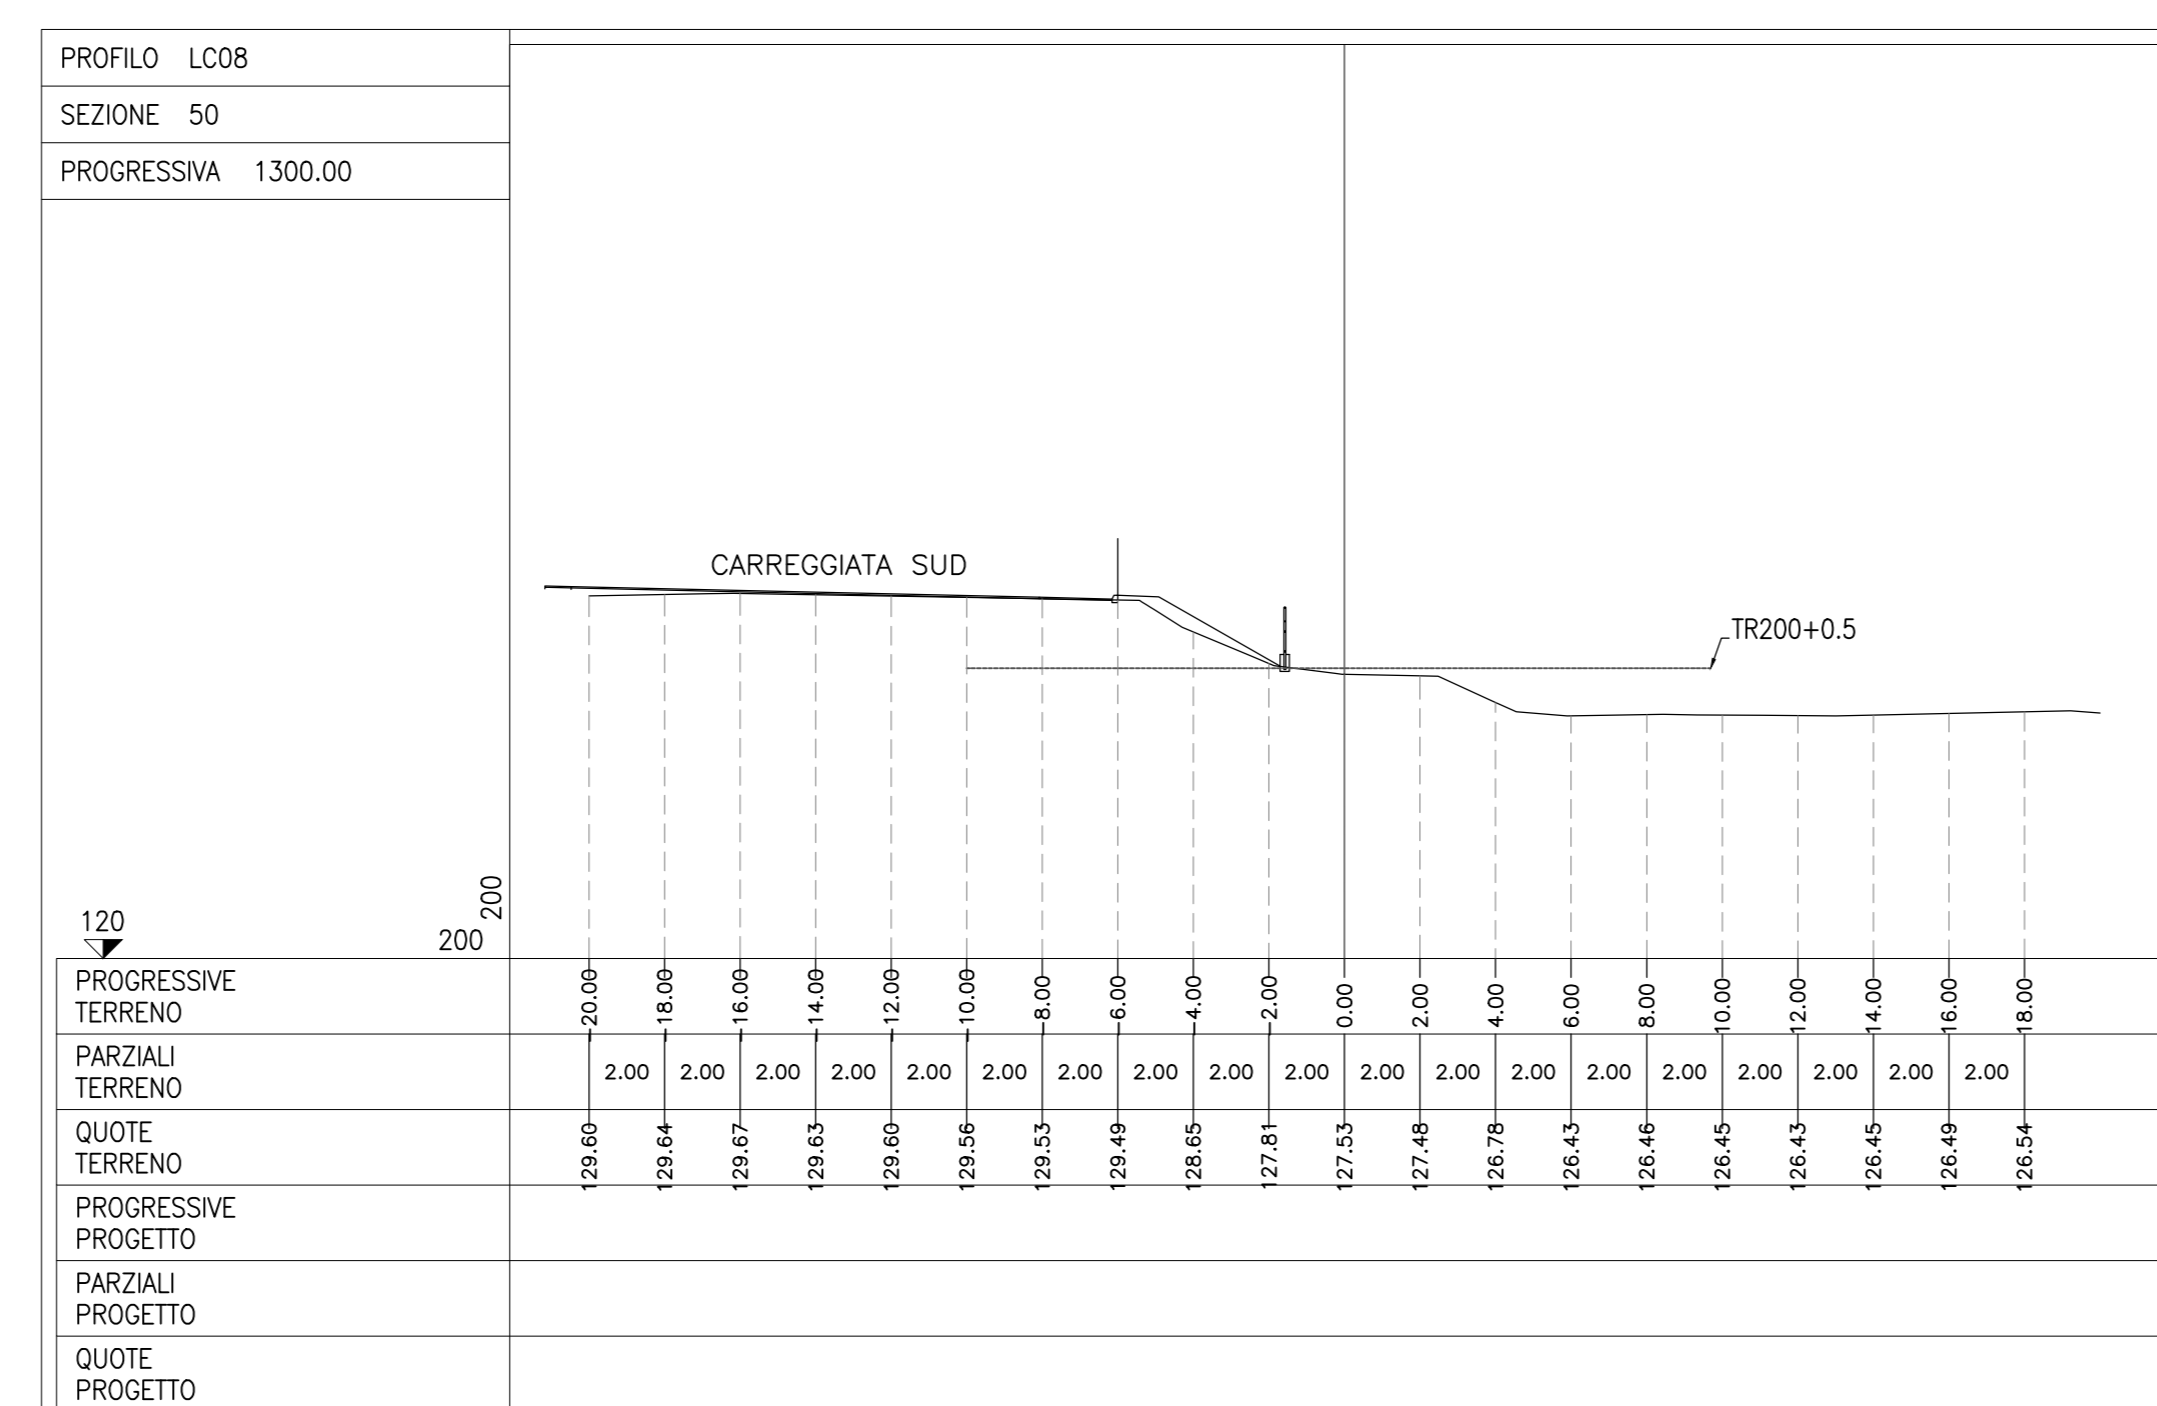 PROFILO LC08
SEZIONE 50
PROGRESSIVA 1300.00
CARREGGIATA SUD
TR200+0.5
120
200
200
PROGRESSIVE
TERRENO
-20.00 -18.00 -16.00 -14.00 -12.00 -10.00 -8.00 -6.00 -4.00 -2.00 0.00 2.00 4.00 6.00 8.00 10.00 12.00 14.00 16.00 18.00
PARZIALI
TERRENO
2.00 2.00 2.00 2.00 2.00 2.00 2.00 2.00 2.00 2.00 2.00 2.00 2.00 2.00 2.00 2.00 2.00 2.00 2.00
QUOTE
TERRENO
129.60 129.64 129.67 129.63 129.60 129.56 129.53 129.49 128.65 127.81 127.53 127.48 126.78 126.43 126.46 126.45 126.43 126.45 126.49 126.54
PROGRESSIVE
PROGETTO
PARZIALI
PROGETTO
QUOTE
PROGETTO